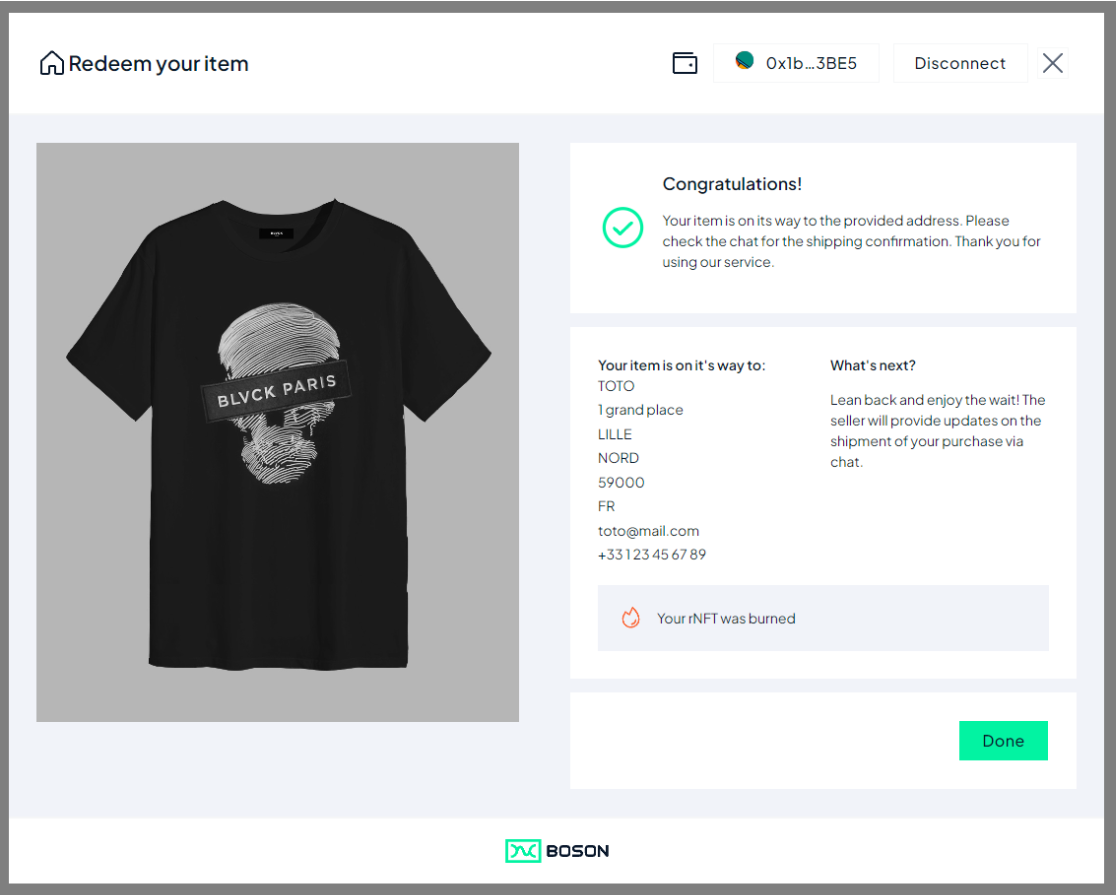 Redeem your item
0x1b...3BE5
Disconnect
BLVCK PARIS
Congratulations!
Your item is on its way to the provided address. Please
check the chat for the shipping confirmation. Thank you for
using our service.
Your item is on it's way to:
TOTO
1 grand place
LILLE
NORD
59000
FR
toto@mail.com
+33 1 23 45 67 89
What's next?
Lean back and enjoy the wait! The
seller will provide updates on the
shipment of your purchase via
chat.
Your rNFT was burned
Done
BOSON